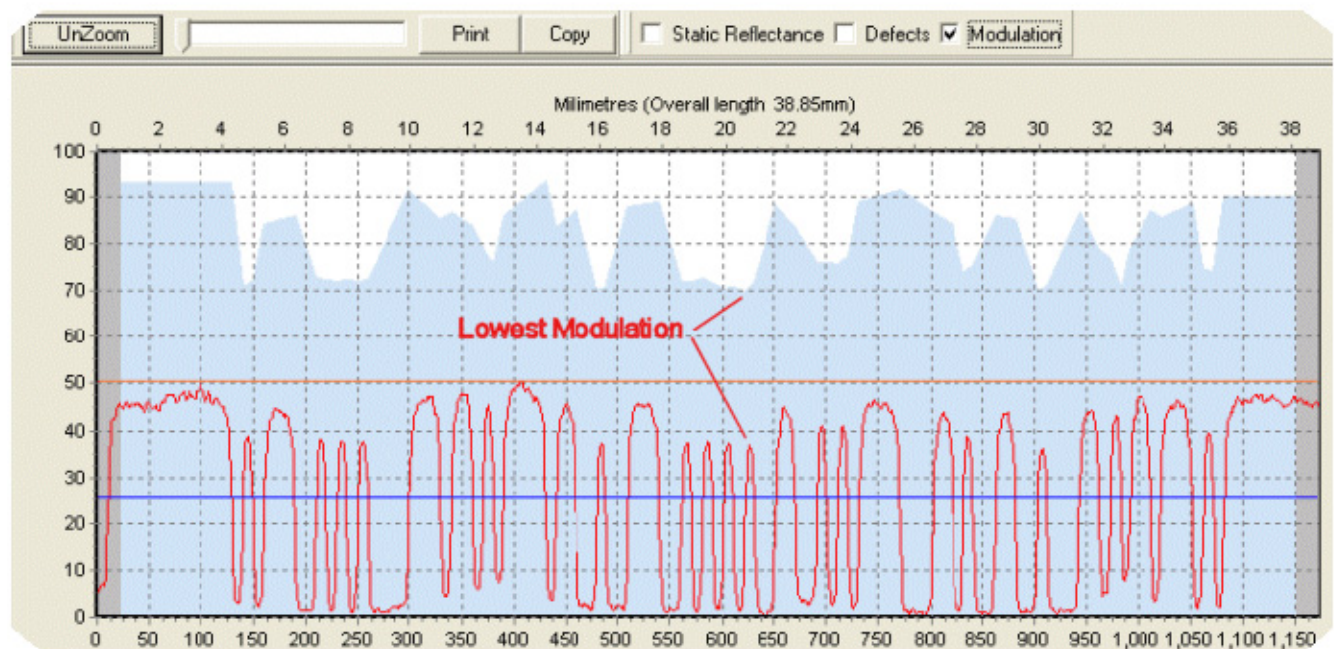 UnZoom Print Copy Static Reflectance Defects Modulation
Milimetres (Overall length 38.85mm)
0 2 4 6 8 10 12 14 16 18 20 22 24 26 28 30 32 34 36 38
100
90
80
70
60
50
40
30
20
10
0
Lowest Modulation
0 50 100 150 200 250 300 350 400 450 500 550 600 650 700 750 800 850 900 950 1,000 1,050 1,100 1,150